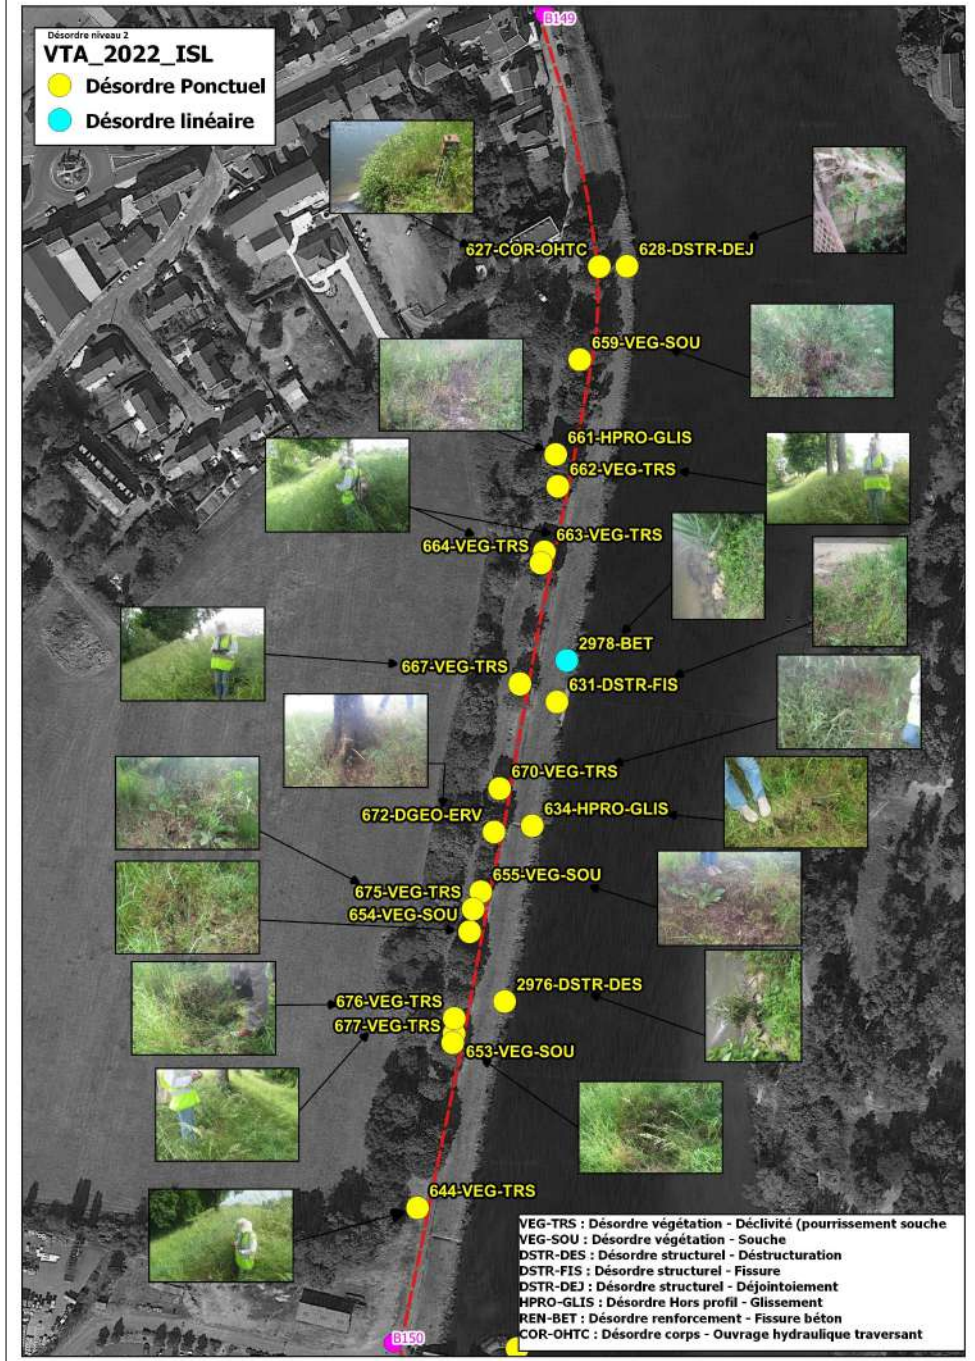 B149
Désordre niveau 2
VTA_2022_ISL
Désordre Ponctuel
Désordre linéaire
627-COR-OHTC
628-DSTR-DEJ
659-VEG-SOU
661-HPRO-GLIS
662-VEG-TRS
663-VEG-TRS
664-VEG-TRS
2978-BET
667-VEG-TRS
631-DSTR-FIS
670-VEG-TRS
672-DGEO-ERV
634-HPRO-GLIS
655-VEG-SOU
675-VEG-TRS
654-VEG-SOU
2976-DSTR-DES
676-VEG-TRS
677-VEG-TRS
653-VEG-SOU
644-VEG-TRS
VEG-TRS : Désordre végétation - Déclivité (pourrissement souche
VEG-SOU : Désordre végétation - Souche
DSTR-DES : Désordre structurel - Déstructuration
DSTR-FIS : Désordre structurel - Fissure
DSTR-DEJ : Désordre structurel - Déjointoiement
HPRO-GLIS : Désordre Hors profil - Glissement
REN-BET : Désordre renforcement - Fissure béton
COR-OHTC : Désordre corps - Ouvrage hydraulique traversant
B150